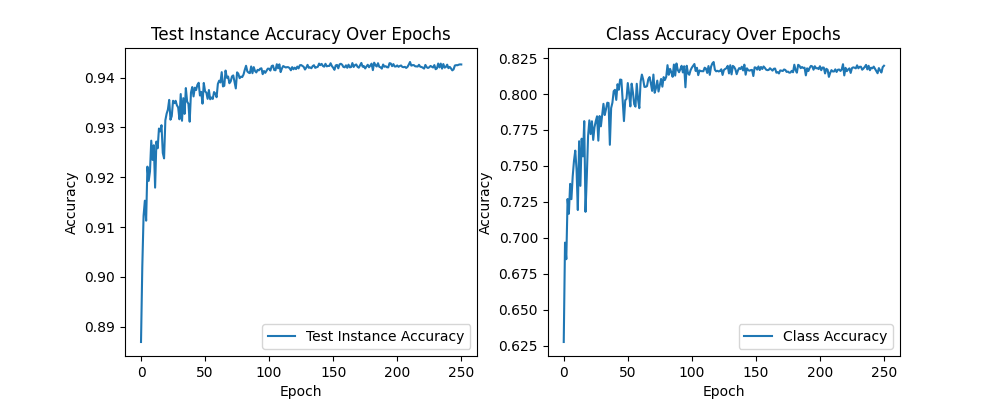 Test Instance Accuracy Over Epochs
Accuracy
0.94
0.93
0.92
0.91
0.90
0.89
Test Instance Accuracy
0 50 100 150 200 250
Epoch
Class Accuracy Over Epochs
Accuracy
0.825
0.800
0.775
0.750
0.725
0.700
0.675
0.650
0.625
Class Accuracy
0 50 100 150 200 250
Epoch